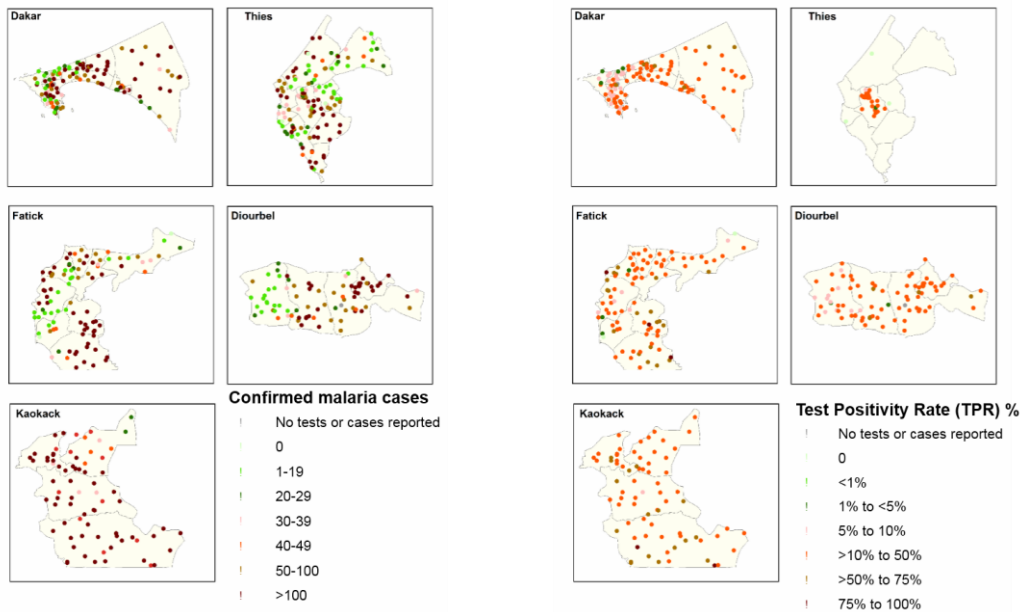 Dakar
Thies
Fatick
Diourbel
Kaokack
Confirmed malaria cases
No tests or cases reported
0
1-19
20-29
30-39
40-49
50-100
>100
Dakar
Thies
Fatick
Diourbel
Kaokack
Test Positivity Rate (TPR) %
No tests or cases reported
0
<1%
1% to <5%
5% to 10%
>10% to 50%
>50% to 75%
75% to 100%